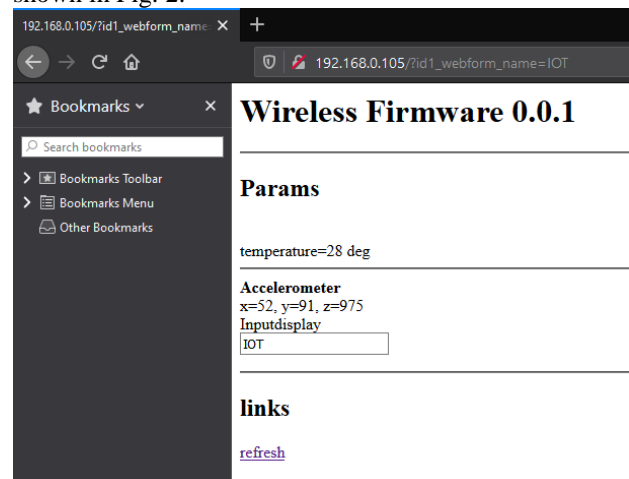 shown in Fig. 2.
192.168.0.105/?id1_webform_name
192.168.0.105/?id1_webform_name=IOT
Bookmarks
Search bookmarks
Bookmarks Toolbar
Bookmarks Menu
Other Bookmarks
Wireless Firmware 0.0.1
Params
temperature=28 deg
Accelerometer
x=52, y=91, z=975
Inputdisplay
IOT
links
refresh